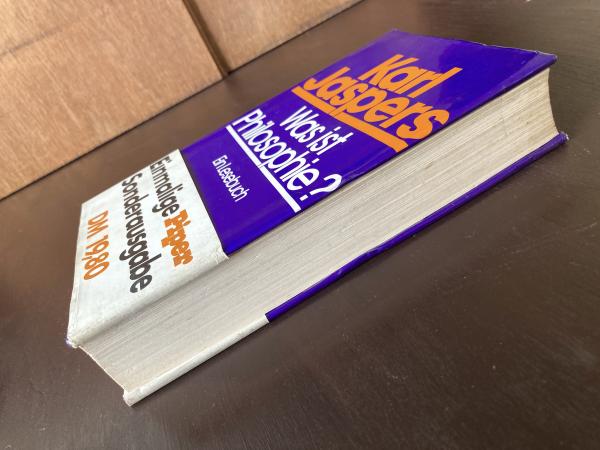 Karl
Jaspers
Was ist
Philosophie?
Ein Lesebuch
Einmalige Piper
Sonderausgabe
DM 19,80